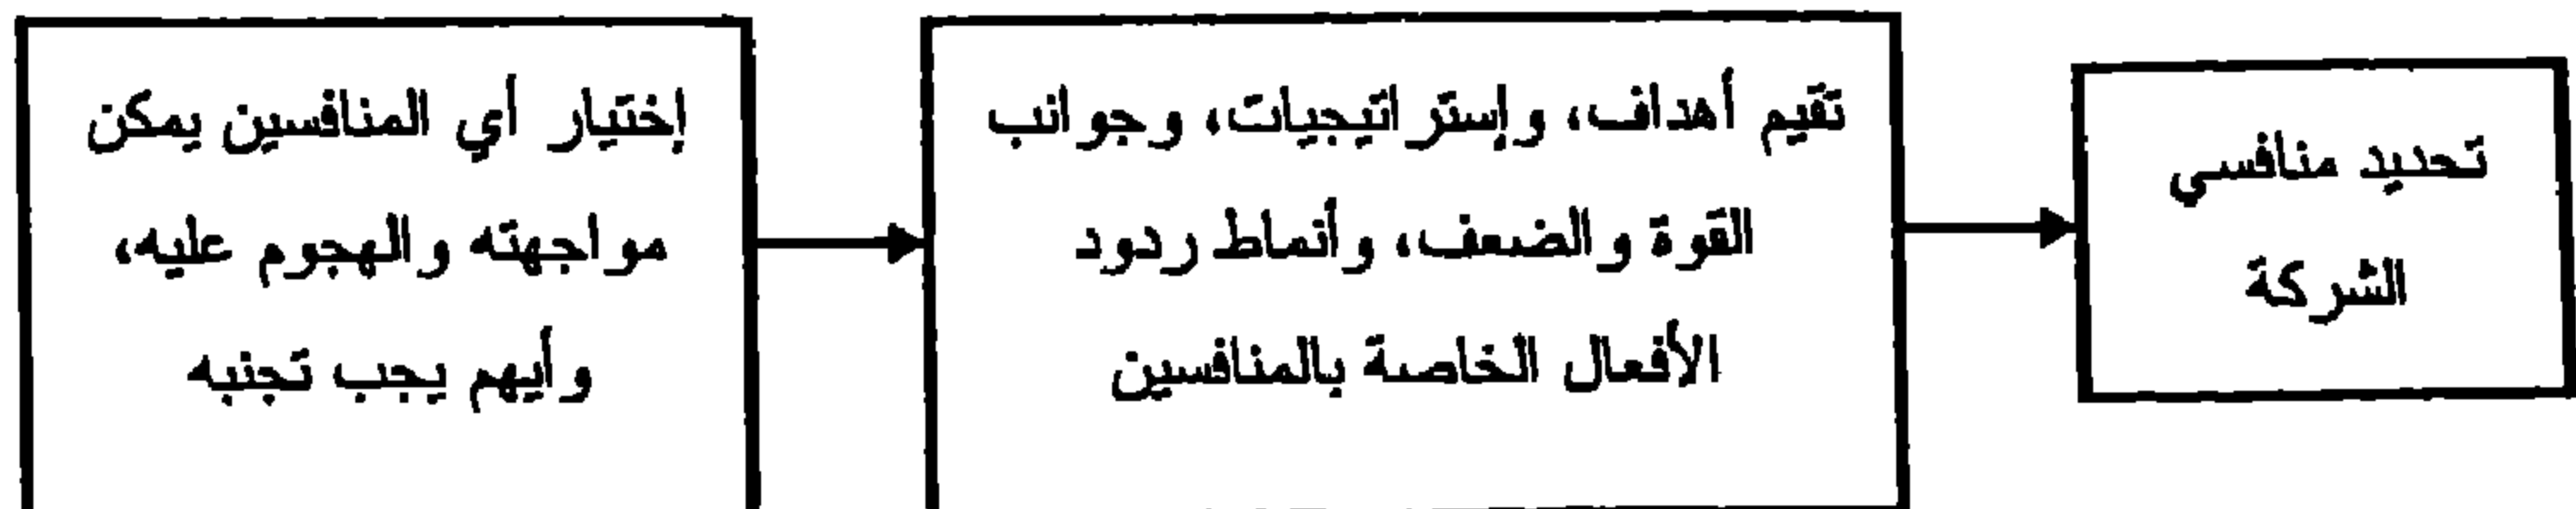 تحديد منافسي
الشركة
تقيم أهداف، وإستراتيجيات، وجوانب
القوة والضعف، وأنماط ردود
الأفعال الخاصة بالمنافسين
إختيار أي المنافسين يمكن
مواجهته والهجوم عليه،
وأيهم يجب تجنبه